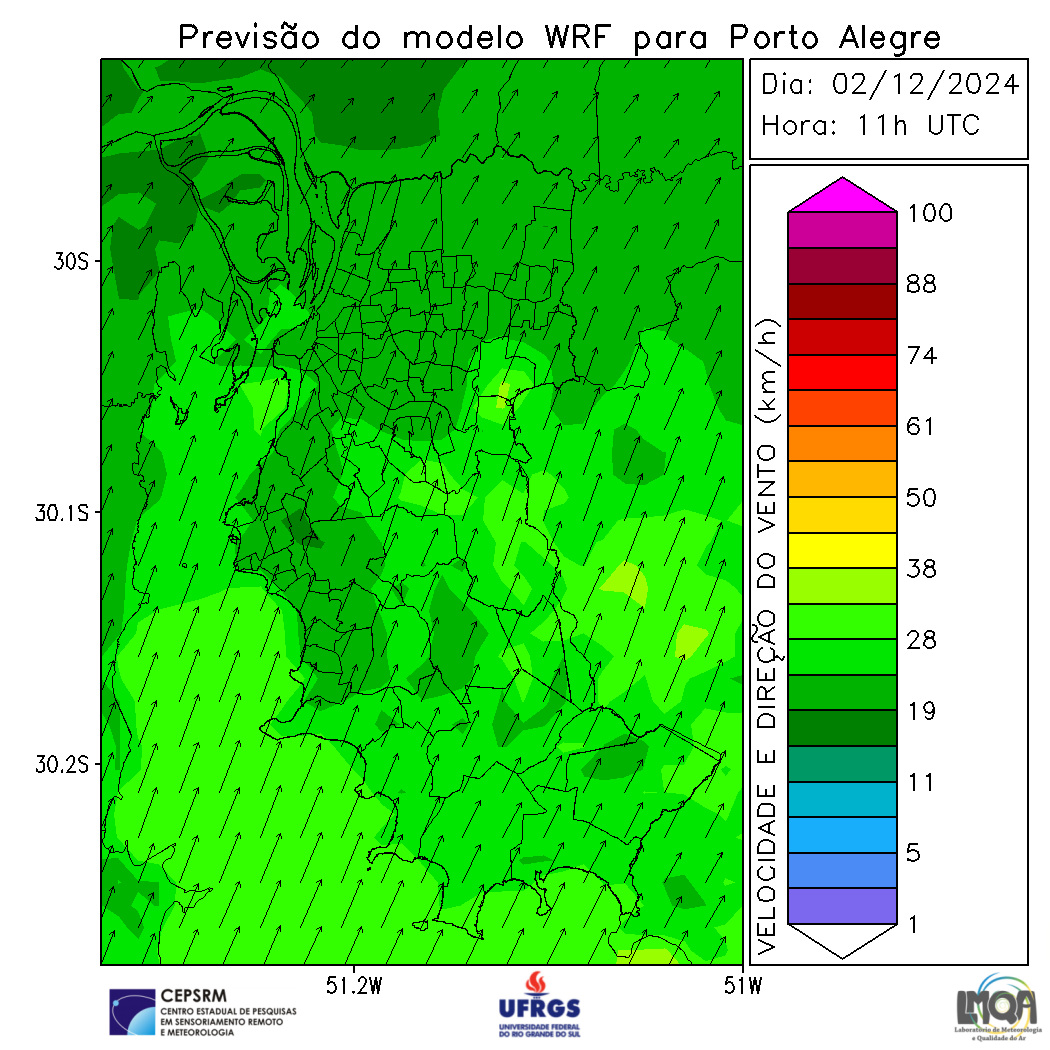 Previsão do modelo WRF para Porto Alegre
Dia: 02/12/2024
Hora: 11h UTC
30S
30.1S
30.2S
51.2W
51W
VELOCIDADE E DIREÇÃO DO VENTO (km/h)
100
88
74
61
50
38
28
19
11
5
1
CEPSRM
CENTRO ESTADUAL DE PESQUISAS
EM SENSORIAMENTO REMOTO
E METEOROLOGIA
UFRGS
UNIVERSIDADE FEDERAL
DO RIO GRANDE DO SUL
LMQA
Laboratório de Meteorologia
e Qualidade do Ar